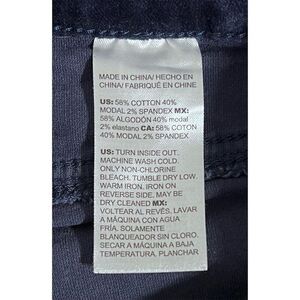 MADE IN CHINA/ HECHO EN
CHINA/ FABRIQUÉ EN CHINE
US: 58% COTTON 40%
MODAL 2% SPANDEX MX:
58% ALGODÓN 40% modal
2% elastano CA: 58% COTON
40% MODAL 2% SPANDEX
US: TURN INSIDE OUT.
MACHINE WASH COLD.
ONLY NON-CHLORINE
BLEACH. TUMBLE DRY LOW.
WARM IRON, IRON ON
REVERSE SIDE, MAY BE
DRY CLEANED MX:
VOLTEAR AL REVÉS, LAVAR
A MÁQUINA CON AGUA
FRÍA. SOLAMENTE
BLANQUEADOR SIN CLORO.
SECAR A MÁQUINA A BAJA
TEMPERATURA, PLANCHAR